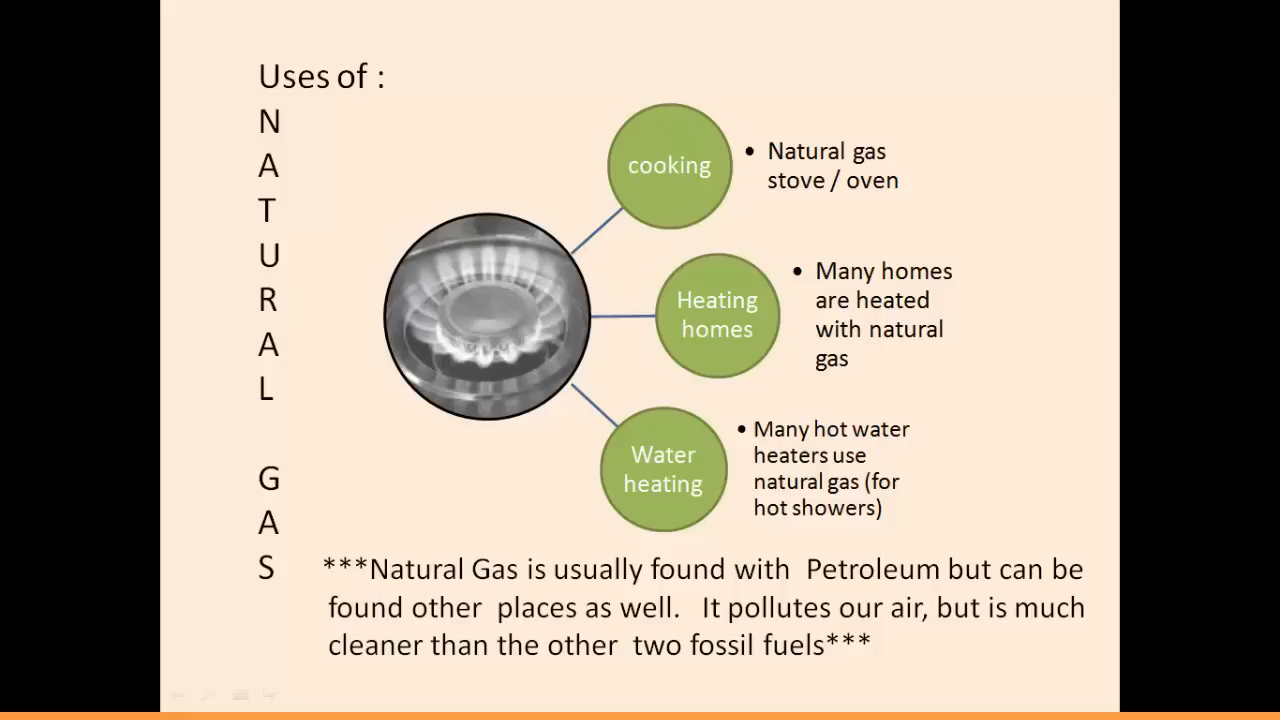 Uses of :
N
A
T
U
R
A
L
G
A
S
cooking
• Natural gas
stove / oven
Heating
homes
• Many homes
are heated
with natural
gas
Water
heating
• Many hot water
heaters use
natural gas (for
hot showers)
***Natural Gas is usually found with Petroleum but can be
found other places as well. It pollutes our air, but is much
cleaner than the other two fossil fuels***